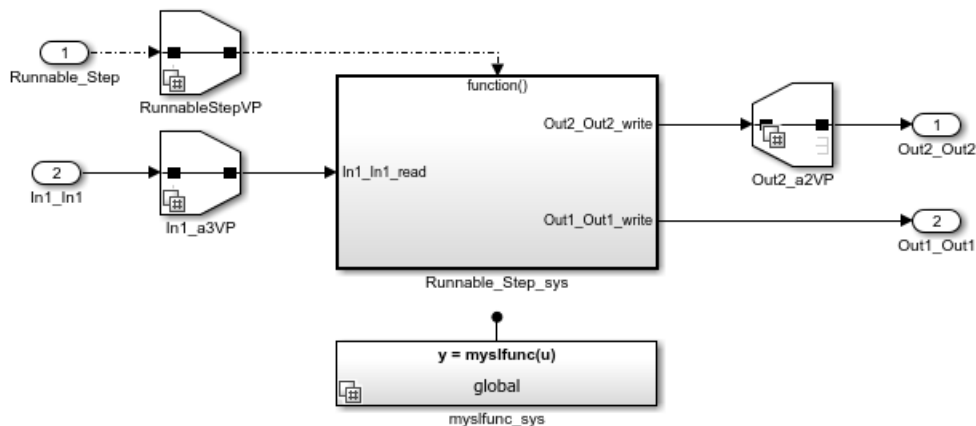 1
Runnable_Step
RunnableStepVP
function()
Out2_Out2_write
Out2_a2VP
1
Out2_Out2
2
In1_In1
In1_a3VP
In1_In1_read
Out1_Out1_write
2
Out1_Out1
Runnable_Step_sys
y = myslfunc(u)
global
myslfunc_sys